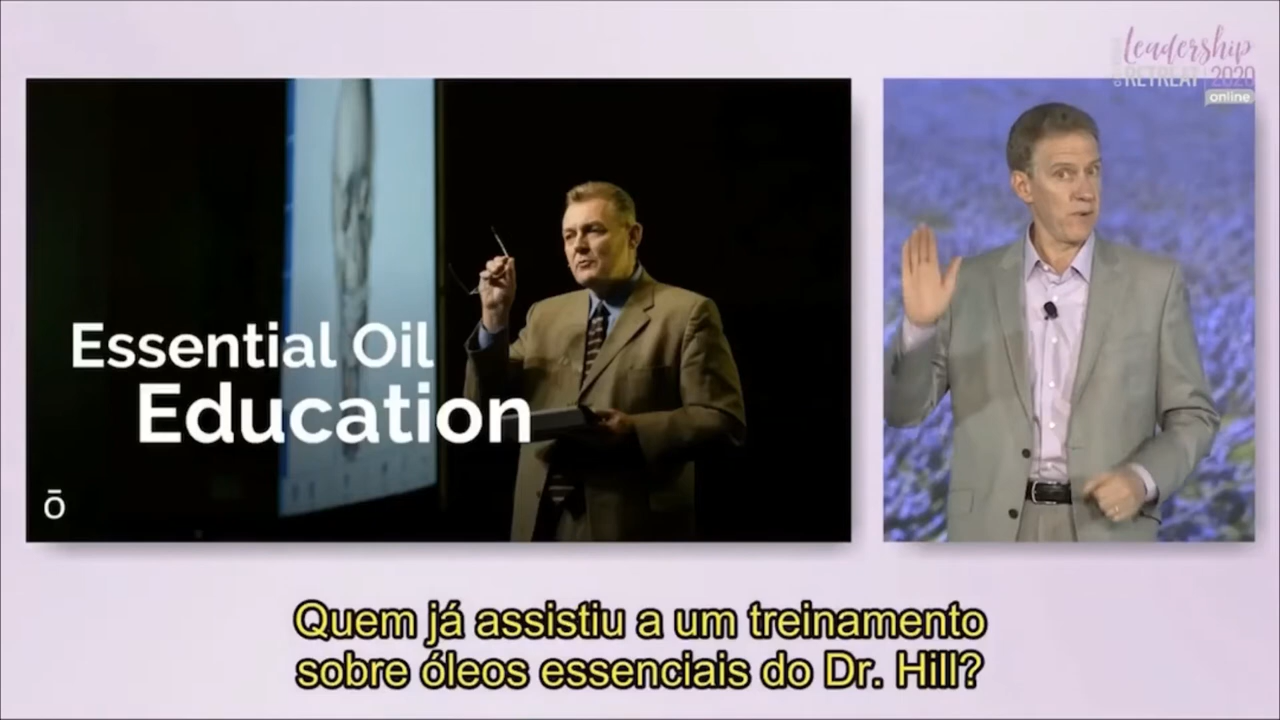 Leadership
RETREAT 2020
online
Essential Oil
Education
ō
Quem já assistiu a um treinamento
sobre óleos essenciais do Dr. Hill?